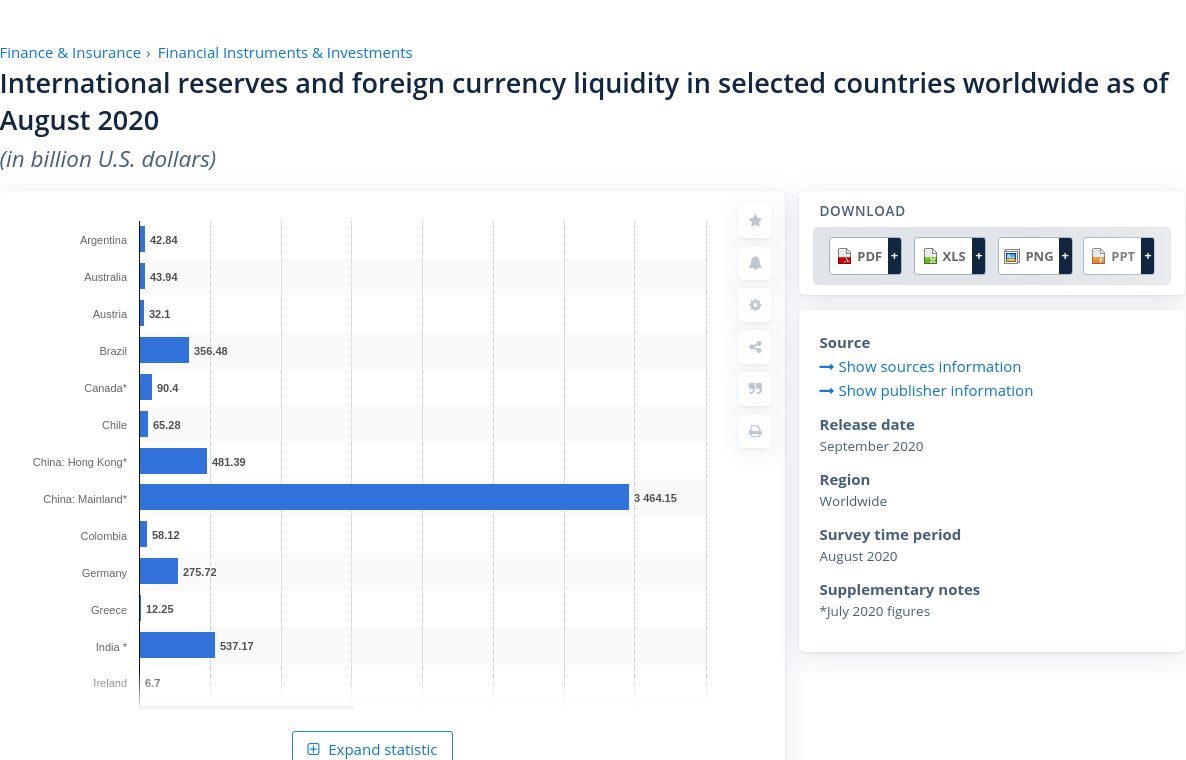 Finance & Insurance › Financial Instruments & Investments
International reserves and foreign currency liquidity in selected countries worldwide as of
August 2020
(in billion U.S. dollars)
Argentina 42.84
Australia 43.94
Austria 32.1
Brazil 356.48
Canada* 90.4
Chile 65.28
China: Hong Kong* 481.39
China: Mainland* 3 464.15
Colombia 58.12
Germany 275.72
Greece 12.25
India * 537.17
Ireland 6.7
Expand statistic
DOWNLOAD
PDF + XLS + PNG + PPT +
Source
Show sources information
Show publisher information
Release date
September 2020
Region
Worldwide
Survey time period
August 2020
Supplementary notes
*July 2020 figures